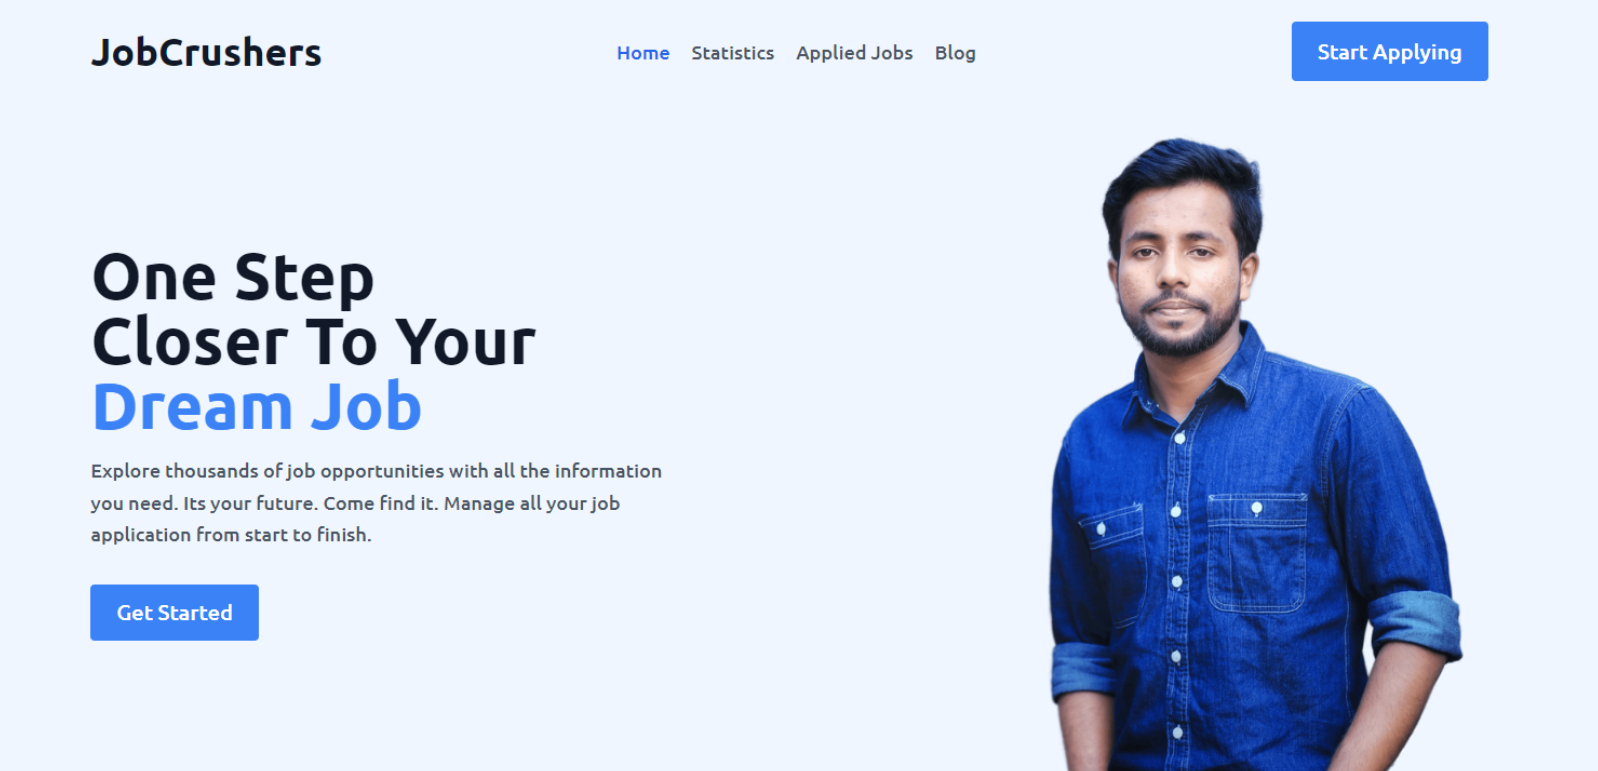 JobCrushers
Home Statistics Applied Jobs Blog
Start Applying
One Step
Closer To Your
Dream Job
Explore thousands of job opportunities with all the information
you need. Its your future. Come find it. Manage all your job
application from start to finish.
Get Started